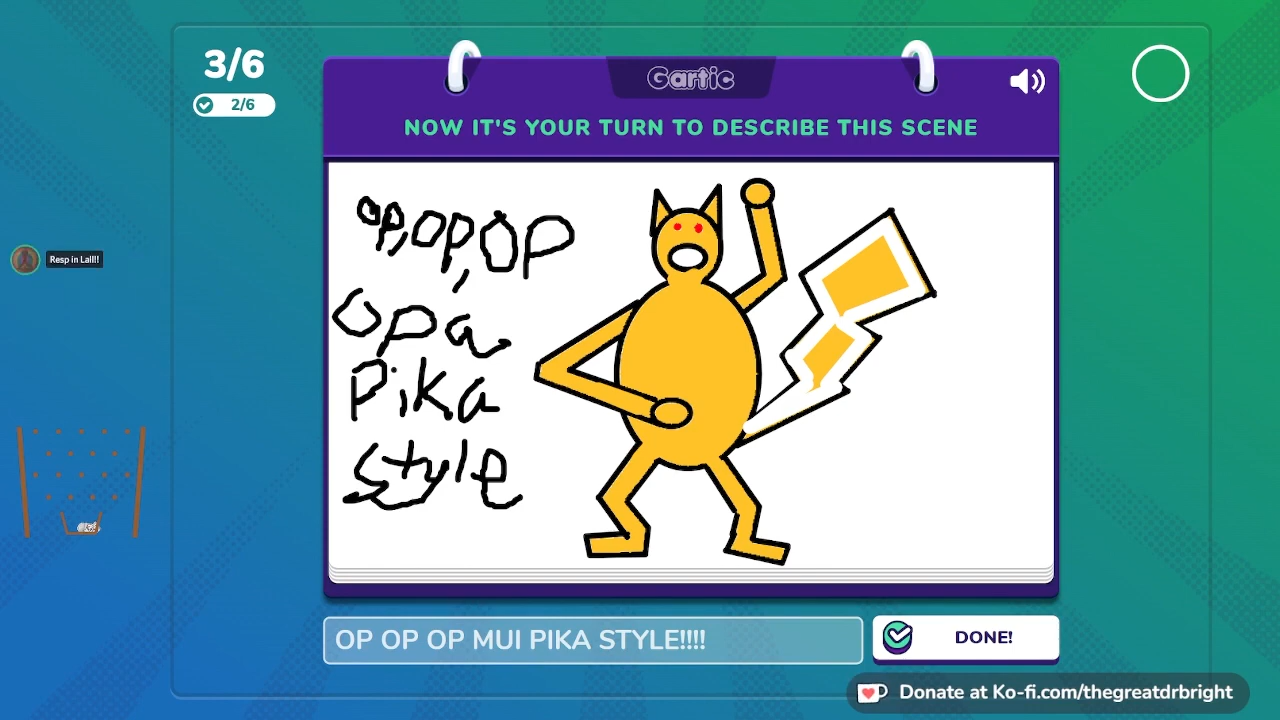 3/6
2/6
Gartic
NOW IT'S YOUR TURN TO DESCRIBE THIS SCENE
Resp in Lall!!
op, op, op
opa
pika
style
OP OP OP MUI PIKA STYLE!!!!
DONE!
Donate at Ko-fi.com/thegreatdrbright